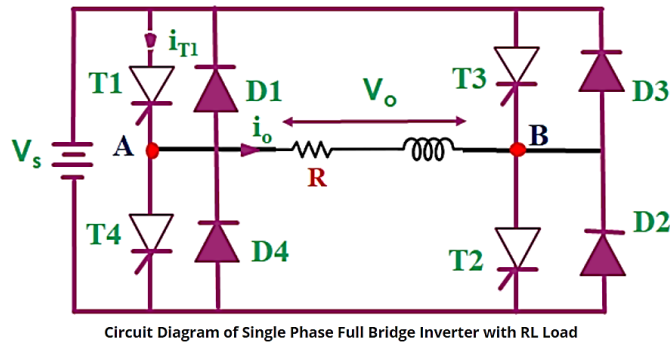 iT1
T1
D1
T3
D3
Vo
Vs
A
io
B
R
T4
D4
T2
D2
Circuit Diagram of Single Phase Full Bridge Inverter with RL Load